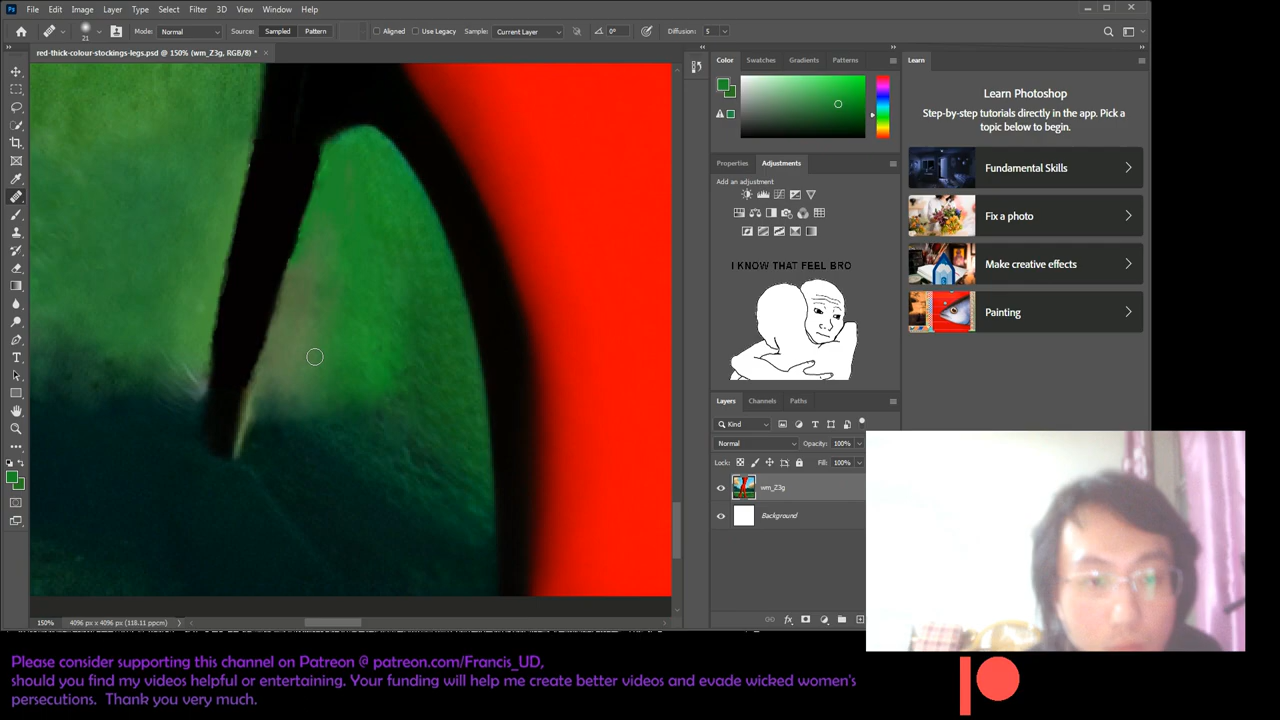 File Edit Image Layer Type Select Filter 3D View Window Help
21 Mode: Normal Source: Sampled Pattern Aligned Use Legacy Sample: Current Layer 0° Diffusion: 5
red-thick-colour-stockings-legs.psd @ 150% (wm_Z3g, RGB/8) * ×
Color Swatches Gradients Patterns
Learn
Learn Photoshop
Step-by-step tutorials directly in the app. Pick a
topic below to begin.
Fundamental Skills
Fix a photo
Make creative effects
Painting
Properties Adjustments
Add an adjustment
I KNOW THAT FEEL BRO
Layers Channels Paths
Kind
Normal Opacity: 100%
Lock: Fill: 100%
wm_Z3g
Background
fx
150% 4096 px x 4096 px (118.11 ppcm)
Please consider supporting this channel on Patreon @ patreon.com/Francis_UD,
should you find my videos helpful or entertaining. Your funding will help me create better videos and evade wicked women's
persecutions. Thank you very much.